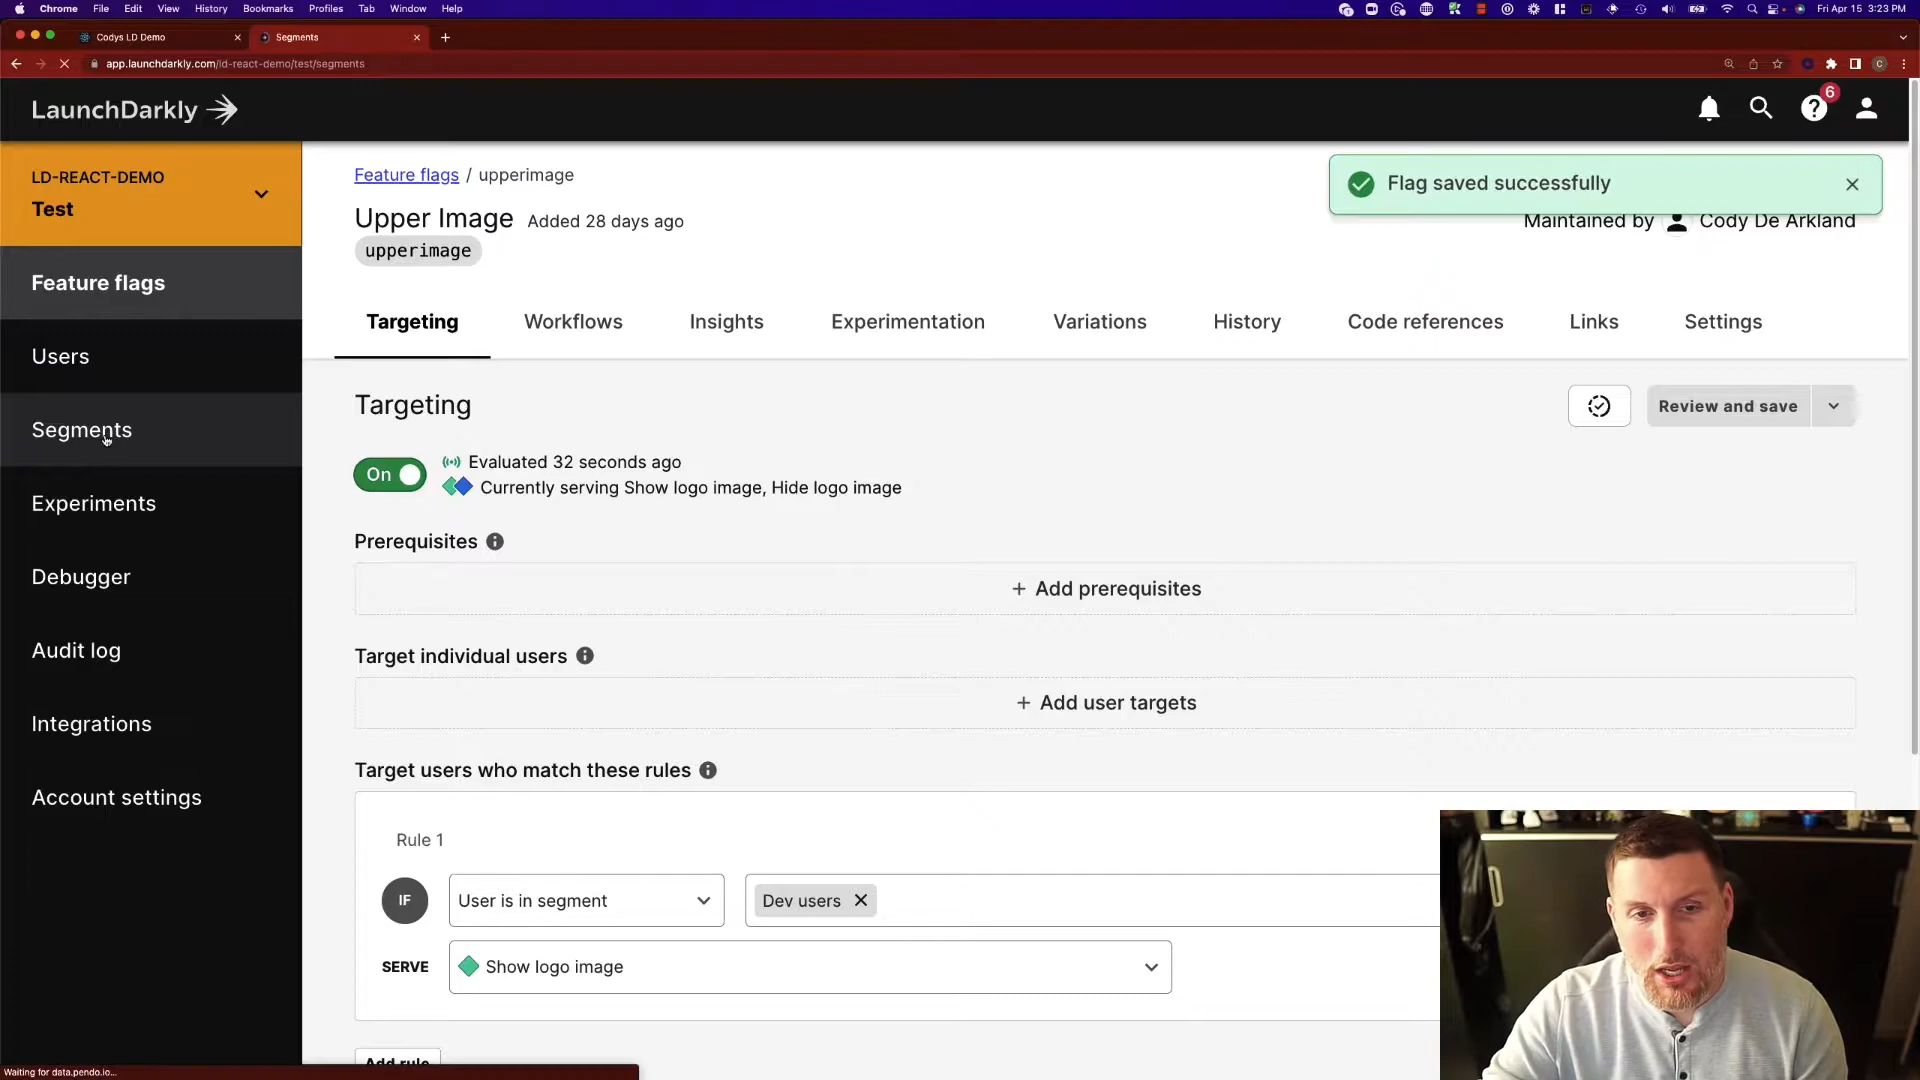 Chrome File Edit View History Bookmarks Profiles Tab Window Help Fri Apr 15 3:23 PM
Codys LD Demo Segments
app.launchdarkly.com/ld-react-demo/test/segments
LaunchDarkly 6
LD-REACT-DEMO
Test
Feature flags
Users
Segments
Experiments
Debugger
Audit log
Integrations
Account settings
Feature flags / upperimage
Flag saved successfully
Upper Image Added 28 days ago
Maintained by Cody De Arkland
upperimage
Targeting Workflows Insights Experimentation Variations History Code references Links Settings
Targeting
Review and save
On
Evaluated 32 seconds ago
Currently serving Show logo image, Hide logo image
Prerequisites
+ Add prerequisites
Target individual users
+ Add user targets
Target users who match these rules
Rule 1
IF User is in segment Dev users
SERVE Show logo image
Add rule
Waiting for data.pendo.io...